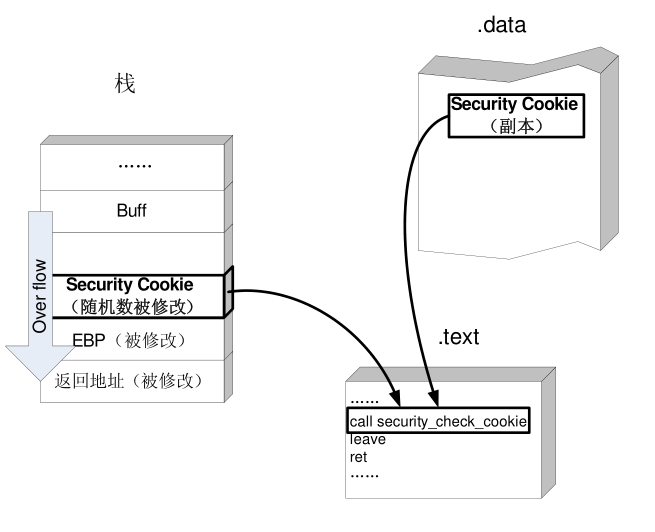 .data
栈
Security Cookie
（副本）
……
Buff
Over flow
Security Cookie
（随机数被修改）
EBP（被修改）
返回地址（被修改）
.text
……
call security_check_cookie
leave
ret
……